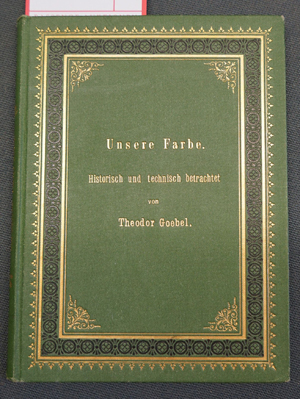 Unsere Farbe.
Historisch und technisch betrachtet
von
Theodor Goebel.